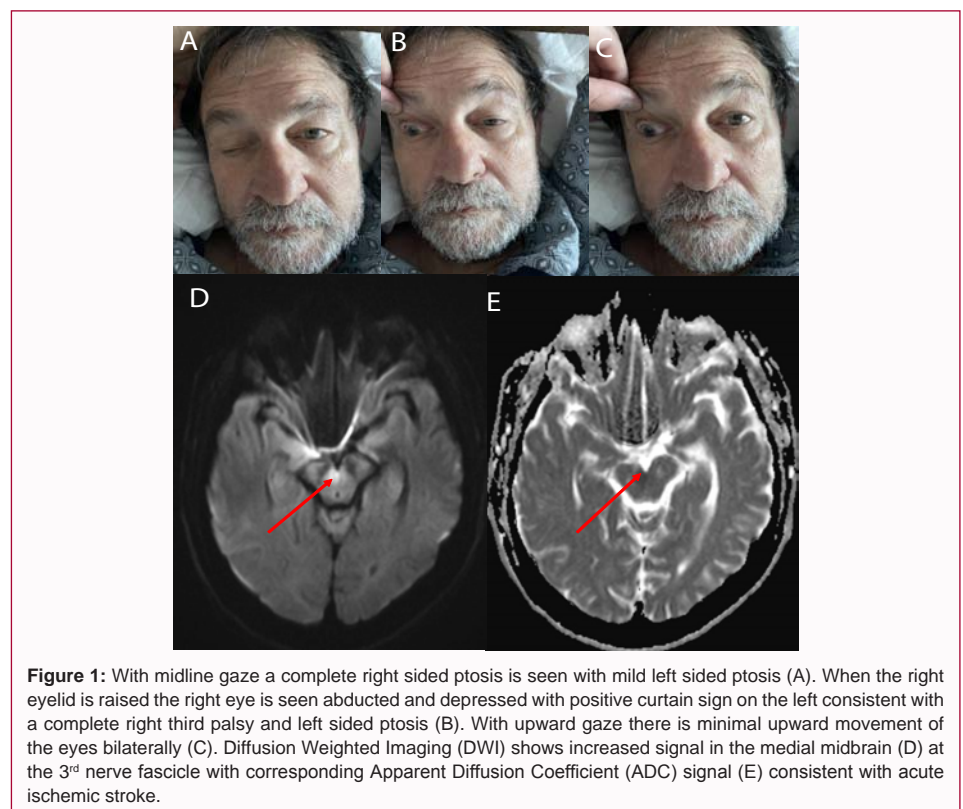 A
B
C
D
E
Figure 1: With midline gaze a complete right sided ptosis is seen with mild left sided ptosis (A). When the right
eyelid is raised the right eye is seen abducted and depressed with positive curtain sign on the left consistent with
a complete right third palsy and left sided ptosis (B). With upward gaze there is minimal upward movement of
the eyes bilaterally (C). Diffusion Weighted Imaging (DWI) shows increased signal in the medial midbrain (D) at
the 3rd nerve fascicle with corresponding Apparent Diffusion Coefficient (ADC) signal (E) consistent with acute
ischemic stroke.